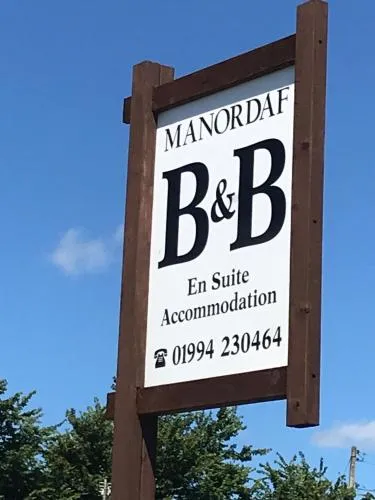 MANORDAF
B&B
En Suite
Accommodation
☎ 01994 230464